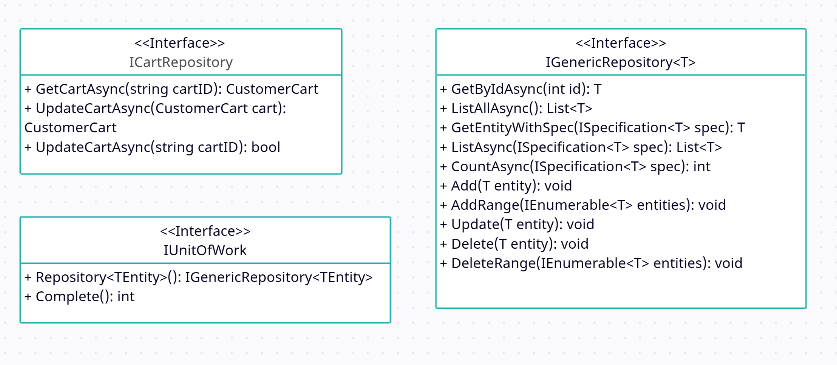 <<Interface>>
ICartRepository
+ GetCartAsync(string cartID): CustomerCart
+ UpdateCartAsync(CustomerCart cart):
CustomerCart
+ UpdateCartAsync(string cartID): bool
<<Interface>>
IUnitOfWork
+ Repository<TEntity>(): IGenericRepository<TEntity>
+ Complete(): int
<<Interface>>
IGenericRepository<T>
+ GetByIdAsync(int id): T
+ ListAllAsync(): List<T>
+ GetEntityWithSpec(ISpecification<T> spec): T
+ ListAsync(ISpecification<T> spec): List<T>
+ CountAsync(ISpecification<T> spec): int
+ Add(T entity): void
+ AddRange(IEnumerable<T> entities): void
+ Update(T entity): void
+ Delete(T entity): void
+ DeleteRange(IEnumerable<T> entities): void